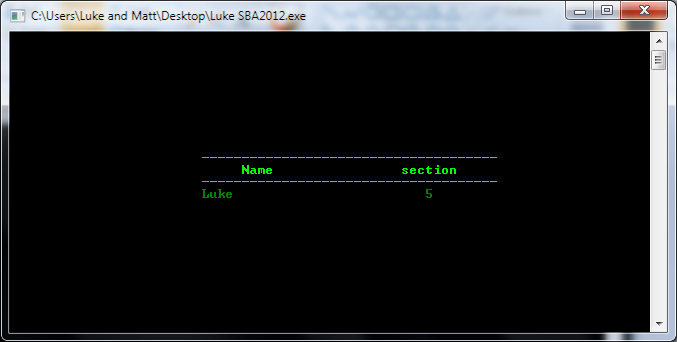 C:\Users\Luke and Matt\Desktop\Luke SBA2012.exe
Name section
Luke 5